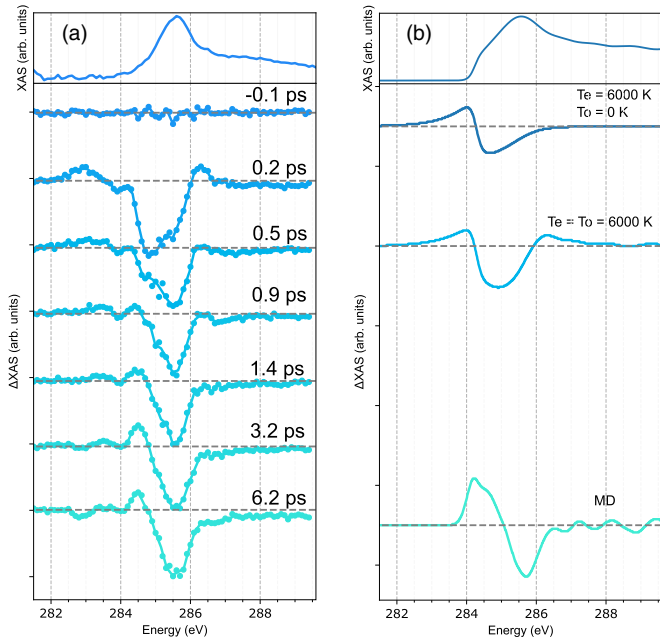 XAS (arb. units)
(a)
-0.1 ps
0.2 ps
0.5 ps
0.9 ps
1.4 ps
3.2 ps
6.2 ps
ΔXAS (arb. units)
282 284 286 288
Energy (eV)
XAS (arb. units)
(b)
Te = 6000 K
To = 0 K
Te = To = 6000 K
MD
ΔXAS (arb. units)
282 284 286 288
Energy (eV)